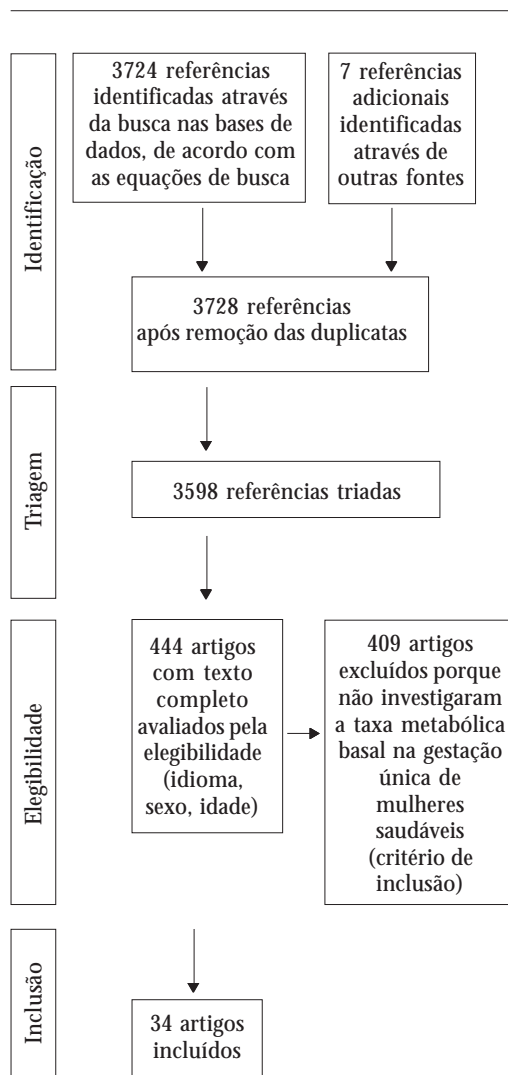 Identificação
3724 referências
identificadas através
da busca nas bases de
dados, de acordo com
as equações de busca
7 referências
adicionais
identificadas
através de
outras fontes
3728 referências
após remoção das duplicatas
Triagem
3598 referências triadas
Elegibilidade
444 artigos
com texto
completo
avaliados pela
elegibilidade
(idioma,
sexo, idade)
409 artigos
excluídos porque
não investigaram
a taxa metabólica
basal na gestação
única de
mulheres
saudáveis
(critério de
inclusão)
Inclusão
34 artigos
incluídos